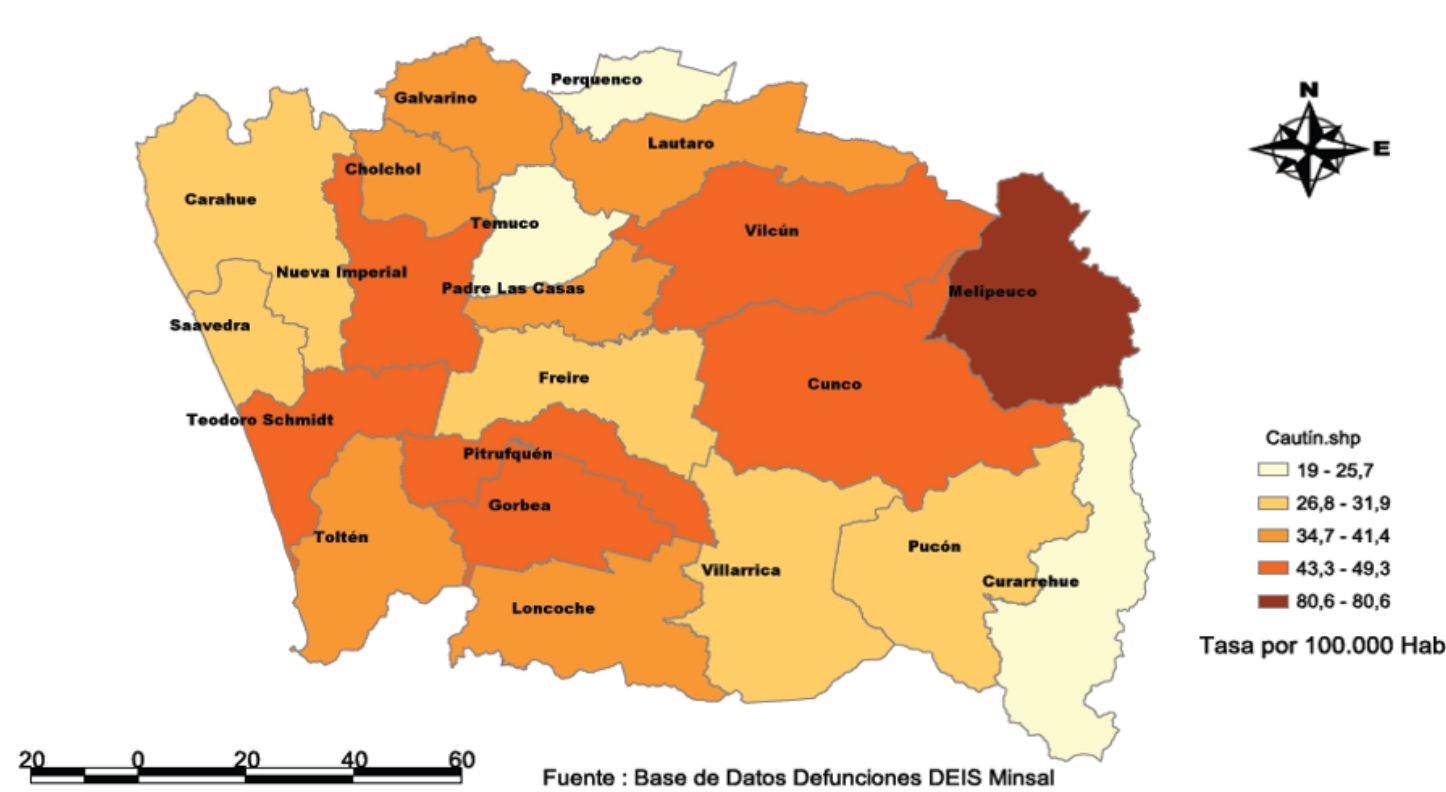 Perquenco
N
Galvarino
Lautaro
E
Cholchol
Carahue
Temuco
Vilcún
Nueva Imperial
Padre Las Casas
Melipeuco
Saavedra
Freire
Cunco
Teodoro Schmidt
Cautín.shp
Pitrufquén
19 - 25,7
26,8 - 31,9
Gorbea
34,7 - 41,4
Toltén
Pucón
Villarrica
43,3 - 49,3
Curarrehue
80,6 - 80,6
Loncoche
Tasa por 100.000 Hab
20 0 20 40 60
Fuente : Base de Datos Defunciones DEIS Minsal